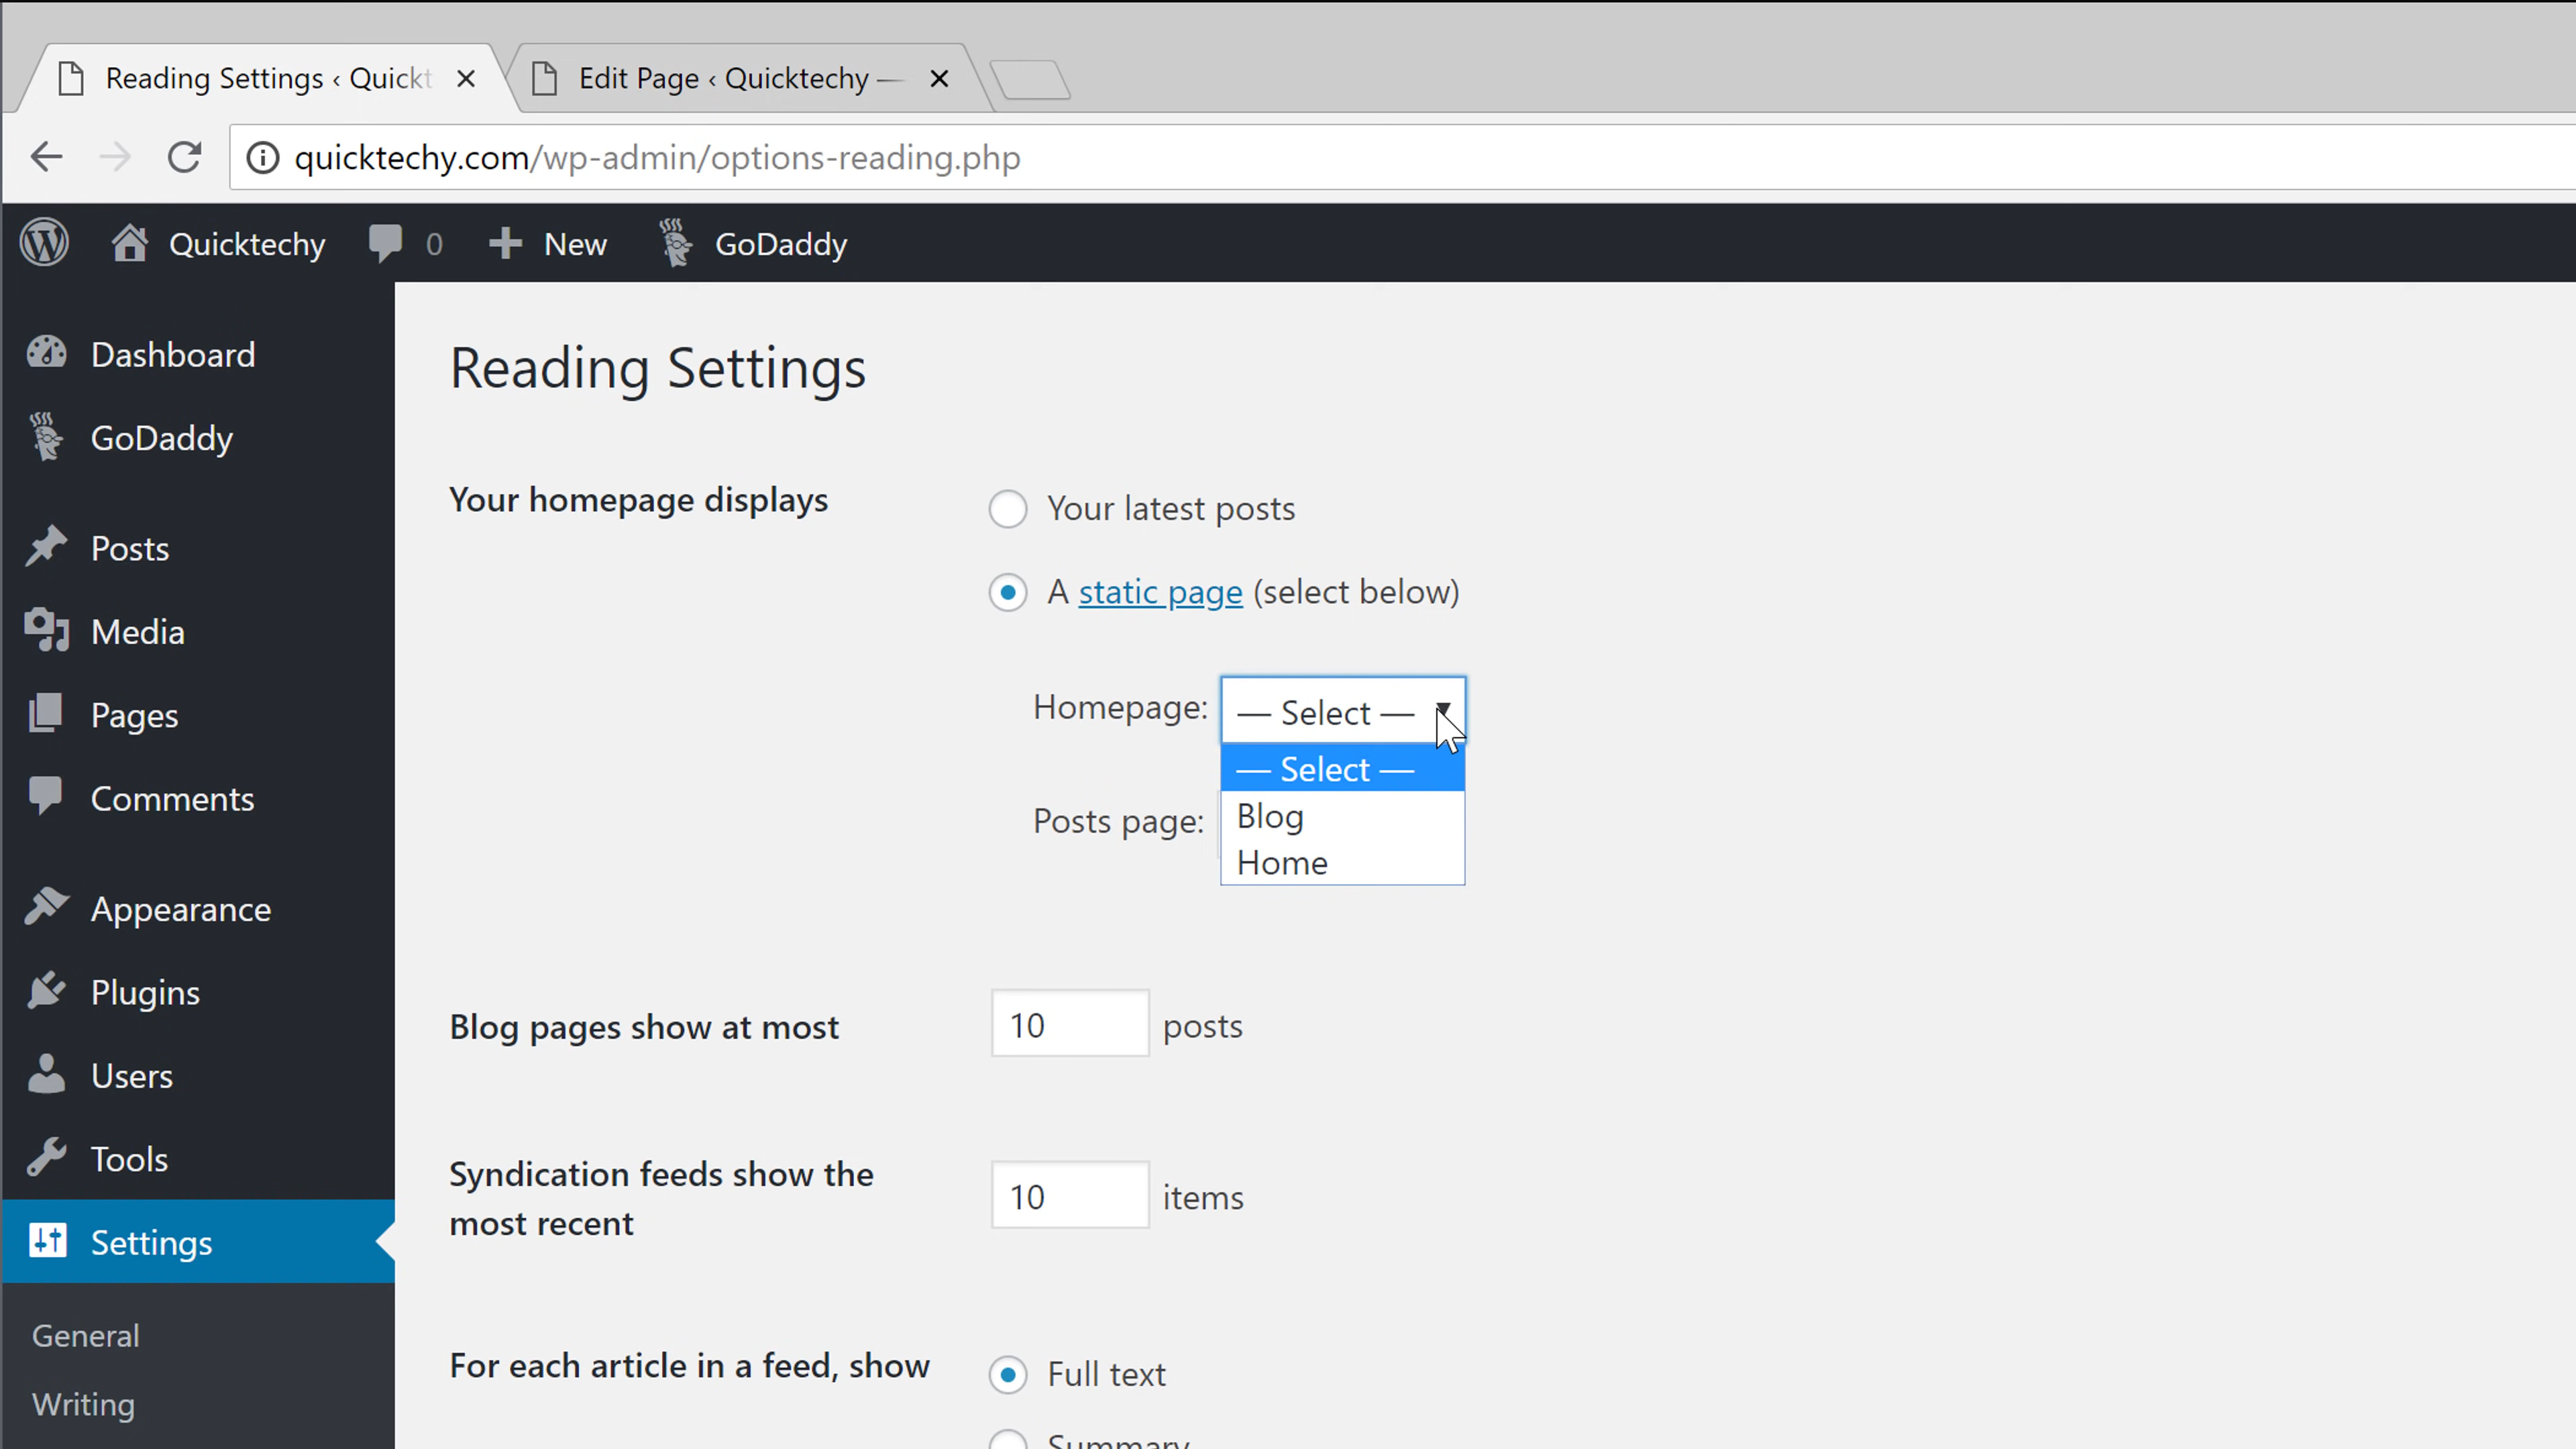 Reading Settings ‹ Quickt
Edit Page ‹ Quicktechy —
quicktechy.com/wp-admin/options-reading.php
Quicktechy
0
New
GoDaddy
Dashboard
GoDaddy
Posts
Media
Pages
Comments
Appearance
Plugins
Users
Tools
Settings
General
Writing
Reading Settings
Your homepage displays
Your latest posts
A static page (select below)
Homepage: — Select —
— Select —
Blog
Home
Posts page:
Blog pages show at most
10 posts
Syndication feeds show the
most recent
10 items
For each article in a feed, show
Full text
Summary